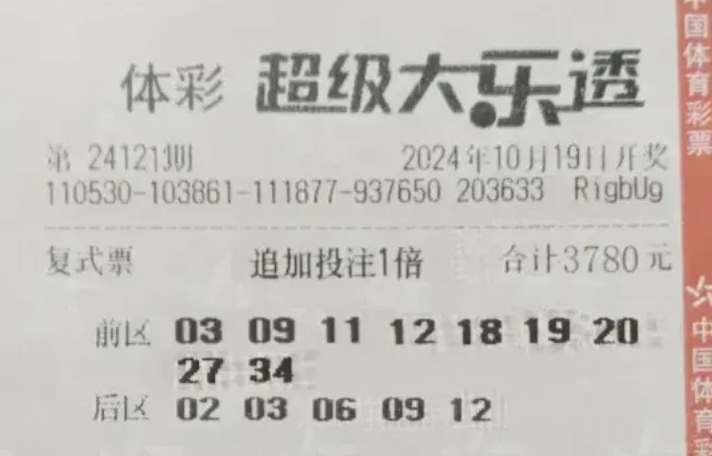 体彩 超级大乐透
第 24121期 2024年10月19日开奖
110530-103861-111877-937650 203633 RigbUg
复式票 追加投注1倍 合计3780元
前区 03 09 11 12 18 19 20
27 34
后区 02 03 06 09 12
中国体育彩票
中国体育